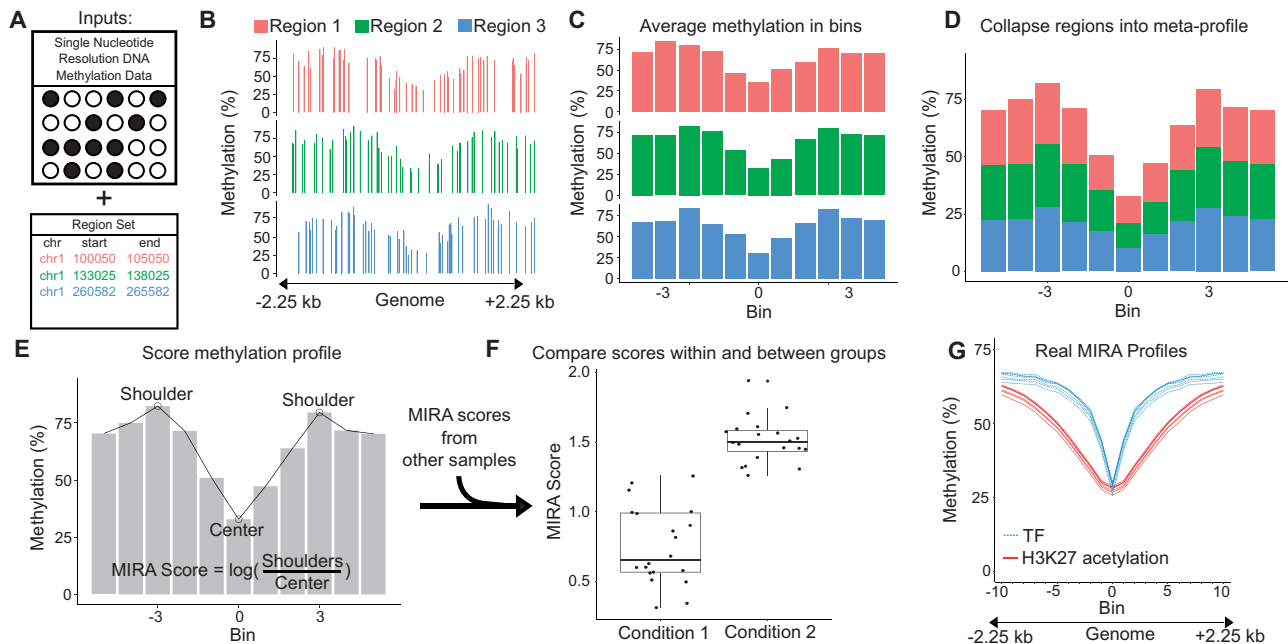 A
Inputs:
Single Nucleotide
Resolution DNA
Methylation Data
+
Region Set
chr start end
chr1 100050 105050
chr1 133025 138025
chr1 260582 265582
B
Region 1 Region 2 Region 3
Methylation (%)
75
50
25
0
75
50
25
0
75
50
25
0
-2.25 kb Genome +2.25 kb
C
Average methylation in bins
Methylation (%)
75
50
25
0
75
50
25
0
75
50
25
0
-3 0 3
Bin
D
Collapse regions into meta-profile
Methylation (%)
75
50
25
0
-3 0 3
Bin
E
Score methylation profile
Methylation (%)
75
50
25
0
Shoulder Shoulder
Center
MIRA Score = log(Shoulders
Center)
-3 0 3
Bin
MIRA scores
from
other samples
F
Compare scores within and between groups
MIRA Score
2.0
1.5
1.0
0.5
Condition 1 Condition 2
G
Real MIRA Profiles
Methylation (%)
75
50
25
0
TF
H3K27 acetylation
-10 -5 0 5 10
Bin
Genome
-2.25 kb +2.25 kb